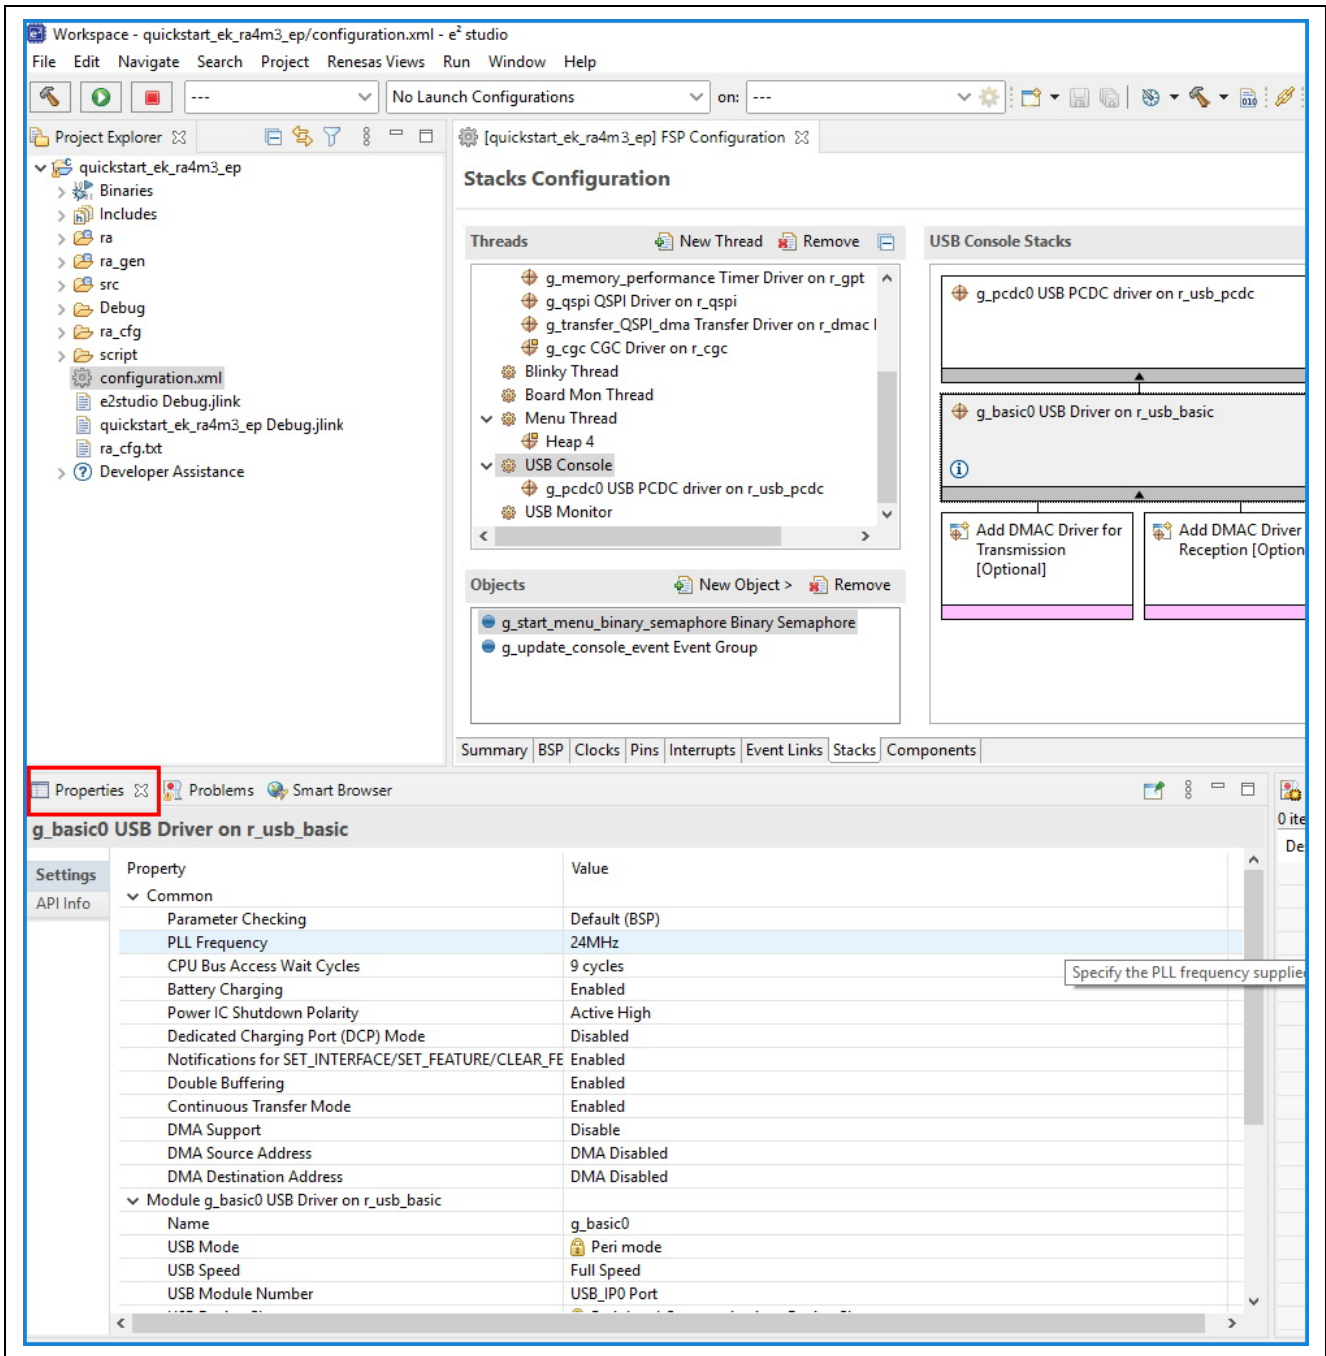 Workspace - quickstart_ek_ra4m3_ep/configuration.xml - e² studio
File Edit Navigate Search Project Renesas Views Run Window Help
--- No Launch Configurations on: ---
Project Explorer
quickstart_ek_ra4m3_ep
Binaries
Includes
ra
ra_gen
src
Debug
ra_cfg
script
configuration.xml
e2studio Debug.jlink
quickstart_ek_ra4m3_ep Debug.jlink
ra_cfg.txt
Developer Assistance
[quickstart_ek_ra4m3_ep] FSP Configuration
Stacks Configuration
Threads New Thread Remove
g_memory_performance Timer Driver on r_gpt
g_qspi QSPI Driver on r_qspi
g_transfer_QSPI_dma Transfer Driver on r_dmac
g_cgc CGC Driver on r_cgc
Blinky Thread
Board Mon Thread
Menu Thread
Heap 4
USB Console
g_pcdc0 USB PCDC driver on r_usb_pcdc
USB Monitor
Objects New Object > Remove
g_start_menu_binary_semaphore Binary Semaphore
g_update_console_event Event Group
USB Console Stacks
g_pcdc0 USB PCDC driver on r_usb_pcdc
g_basic0 USB Driver on r_usb_basic
Add DMAC Driver for
Transmission
[Optional]
Add DMAC Driver
Reception [Option
Summary BSP Clocks Pins Interrupts Event Links Stacks Components
Properties Problems Smart Browser
g_basic0 USB Driver on r_usb_basic
Settings
API Info
Property Value
Common
Parameter Checking Default (BSP)
PLL Frequency 24MHz
CPU Bus Access Wait Cycles 9 cycles
Specify the PLL frequency supplie
Battery Charging Enabled
Power IC Shutdown Polarity Active High
Dedicated Charging Port (DCP) Mode Disabled
Notifications for SET_INTERFACE/SET_FEATURE/CLEAR_FE Enabled
Double Buffering Enabled
Continuous Transfer Mode Enabled
DMA Support Disable
DMA Source Address DMA Disabled
DMA Destination Address DMA Disabled
Module g_basic0 USB Driver on r_usb_basic
Name g_basic0
USB Mode Peri mode
USB Speed Full Speed
USB Module Number USB_IP0 Port
0 ite
De